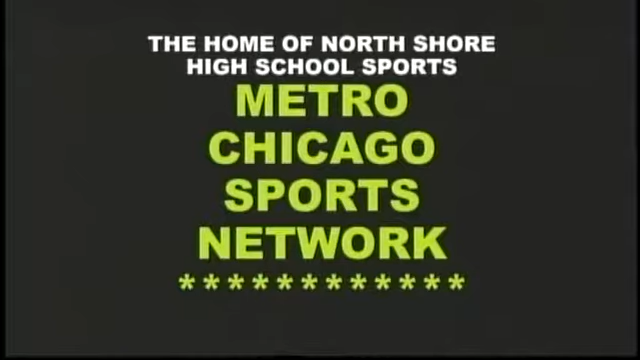 THE HOME OF NORTH SHORE
HIGH SCHOOL SPORTS
METRO
CHICAGO
SPORTS
NETWORK
************